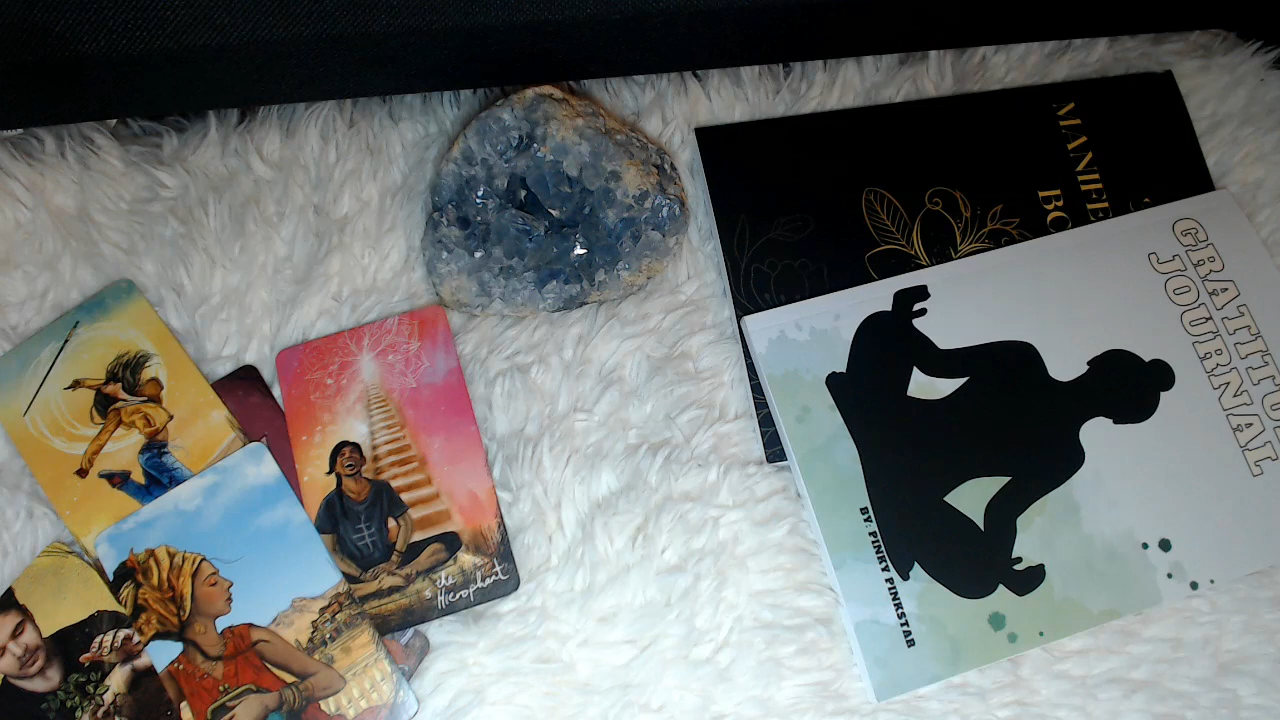 MANIFE
BO
GRATITU
JOURNAL
BY: PINKY PINKSTAR
the
5 Hierophant